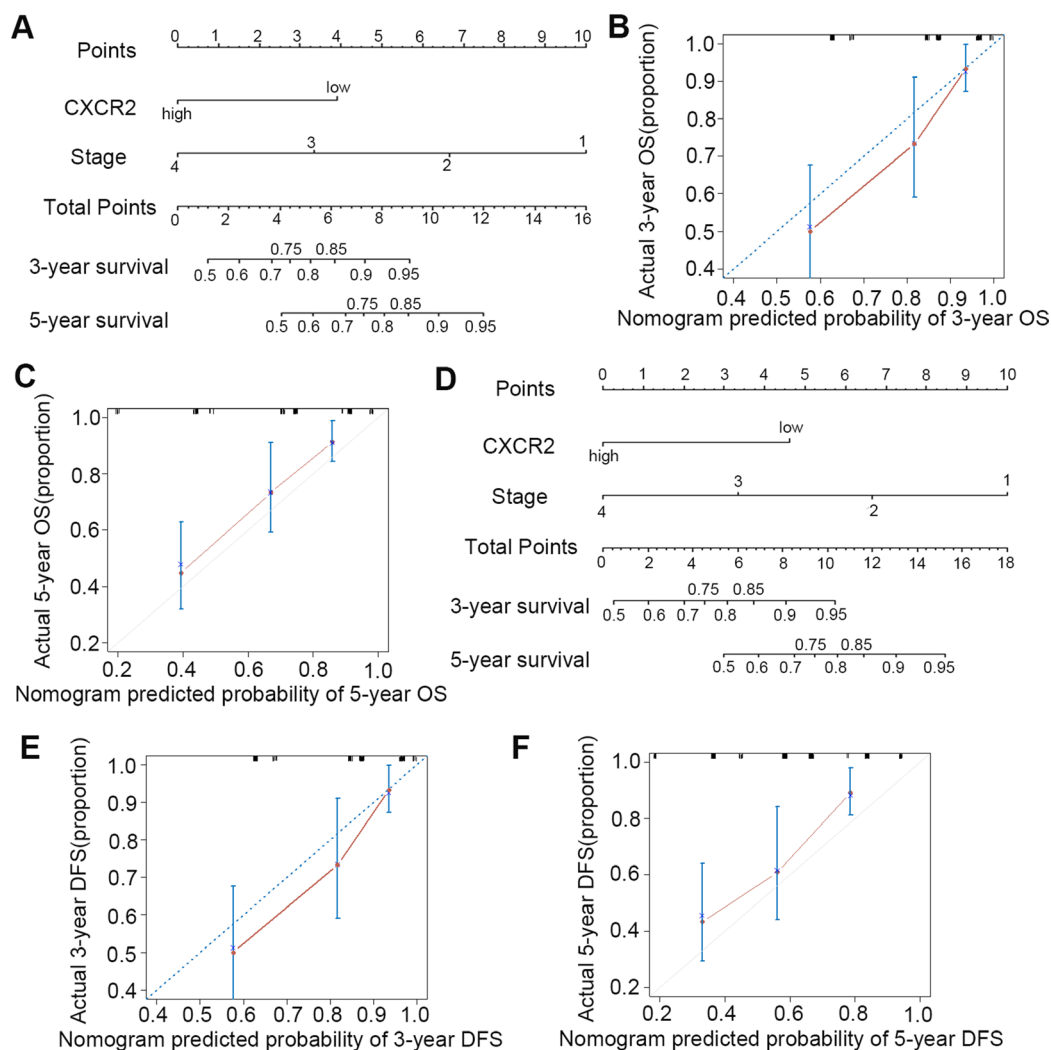 A
Points
0 1 2 3 4 5 6 7 8 9 10
CXCR2
low
high
Stage
3 1
4 2
Total Points
0 2 4 6 8 10 12 14 16
0.75 0.85
3-year survival
0.5 0.6 0.7 0.8 0.9 0.95
0.75 0.85
5-year survival
0.5 0.6 0.7 0.8 0.9 0.95
B
Actual 3-year OS(proportion)
1.0
0.9
0.8
0.7
0.6
0.5
0.4
0.4 0.5 0.6 0.7 0.8 0.9 1.0
Nomogram predicted probability of 3-year OS
C
Actual 5-year OS(proportion)
1.0
0.8
0.6
0.4
0.2
0.2 0.4 0.6 0.8 1.0
Nomogram predicted probability of 5-year OS
D
Points
0 1 2 3 4 5 6 7 8 9 10
CXCR2
low
high
Stage
3 1
4 2
Total Points
0 2 4 6 8 10 12 14 16 18
0.75 0.85
3-year survival
0.5 0.6 0.7 0.8 0.9 0.95
0.75 0.85
5-year survival
0.5 0.6 0.7 0.8 0.9 0.95
E
Actual 3-year DFS(proportion)
1.0
0.9
0.8
0.7
0.6
0.5
0.4
0.4 0.5 0.6 0.7 0.8 0.9 1.0
Nomogram predicted probability of 3-year DFS
F
Actual 5-year DFS(proportion)
1.0
0.8
0.6
0.4
0.2
0.2 0.4 0.6 0.8 1.0
Nomogram predicted probability of 5-year DFS